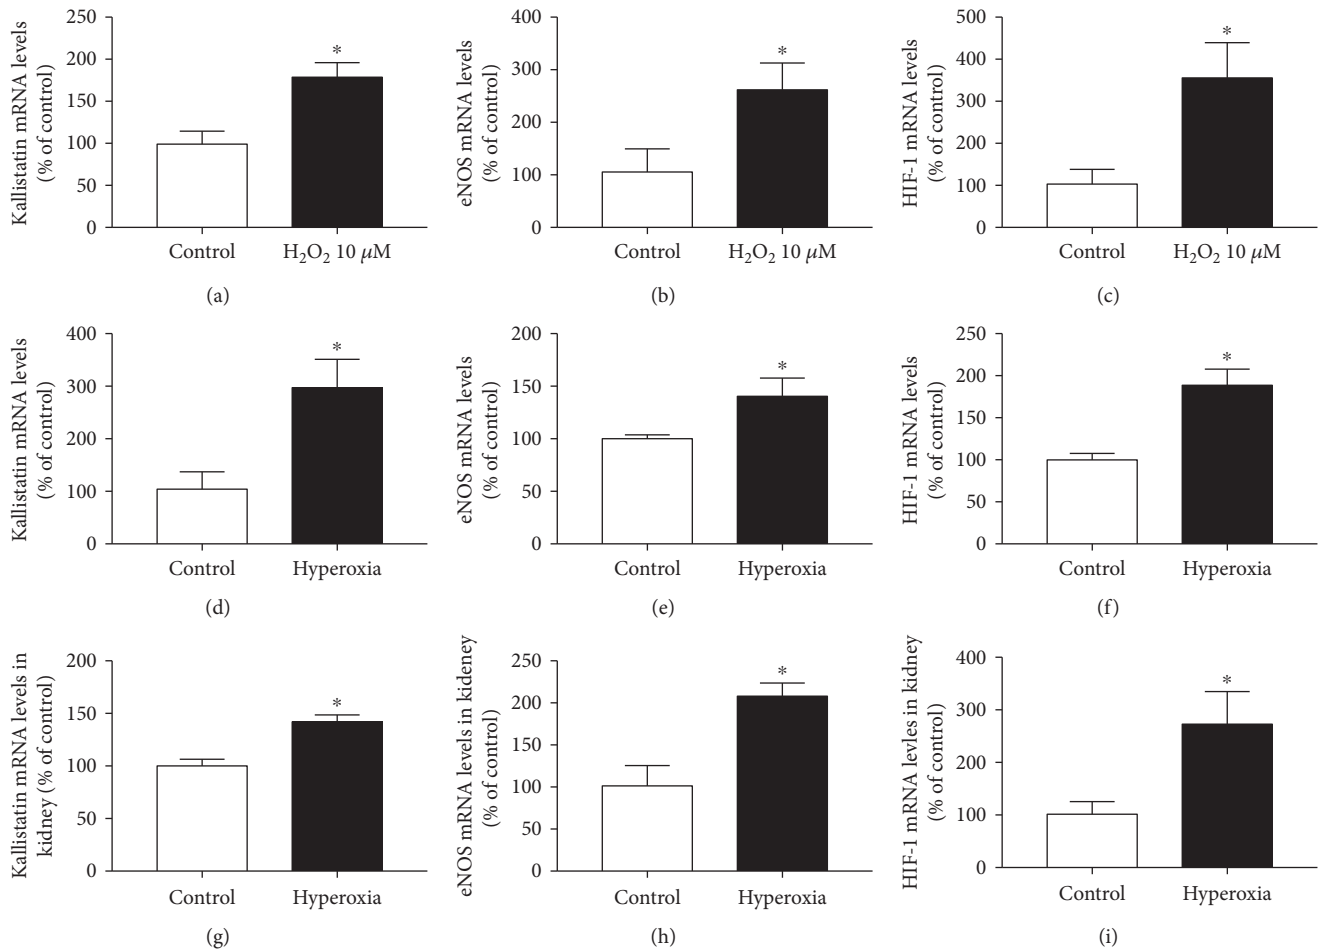 Kallistatin mRNA levels
(% of control)
250
200
150
100
50
0
*
Control
H₂O₂ 10 μM
(a)
eNOS mRNA levels
(% of control)
400
300
200
100
0
*
Control
H₂O₂ 10 μM
(b)
HIF-1 mRNA levels
(% of control)
500
400
300
200
100
0
*
Control
H₂O₂ 10 μM
(c)
Kallistatin mRNA levels
(% of control)
400
300
200
100
0
*
Control
Hyperoxia
(d)
eNOS mRNA levels
(% of control)
200
150
100
50
0
*
Control
Hyperoxia
(e)
HIF-1 mRNA levels
(% of control)
250
200
150
100
50
0
*
Control
Hyperoxia
(f)
Kallistatin mRNA levels in
kidney (% of control)
200
150
100
50
0
*
Control
Hyperoxia
(g)
eNOS mRNA levels in kideney
(% of control)
250
200
150
100
50
0
*
Control
Hyperoxia
(h)
HIF-1 mRNA levles in kidney
(% of control)
400
300
200
100
0
*
Control
Hyperoxia
(i)